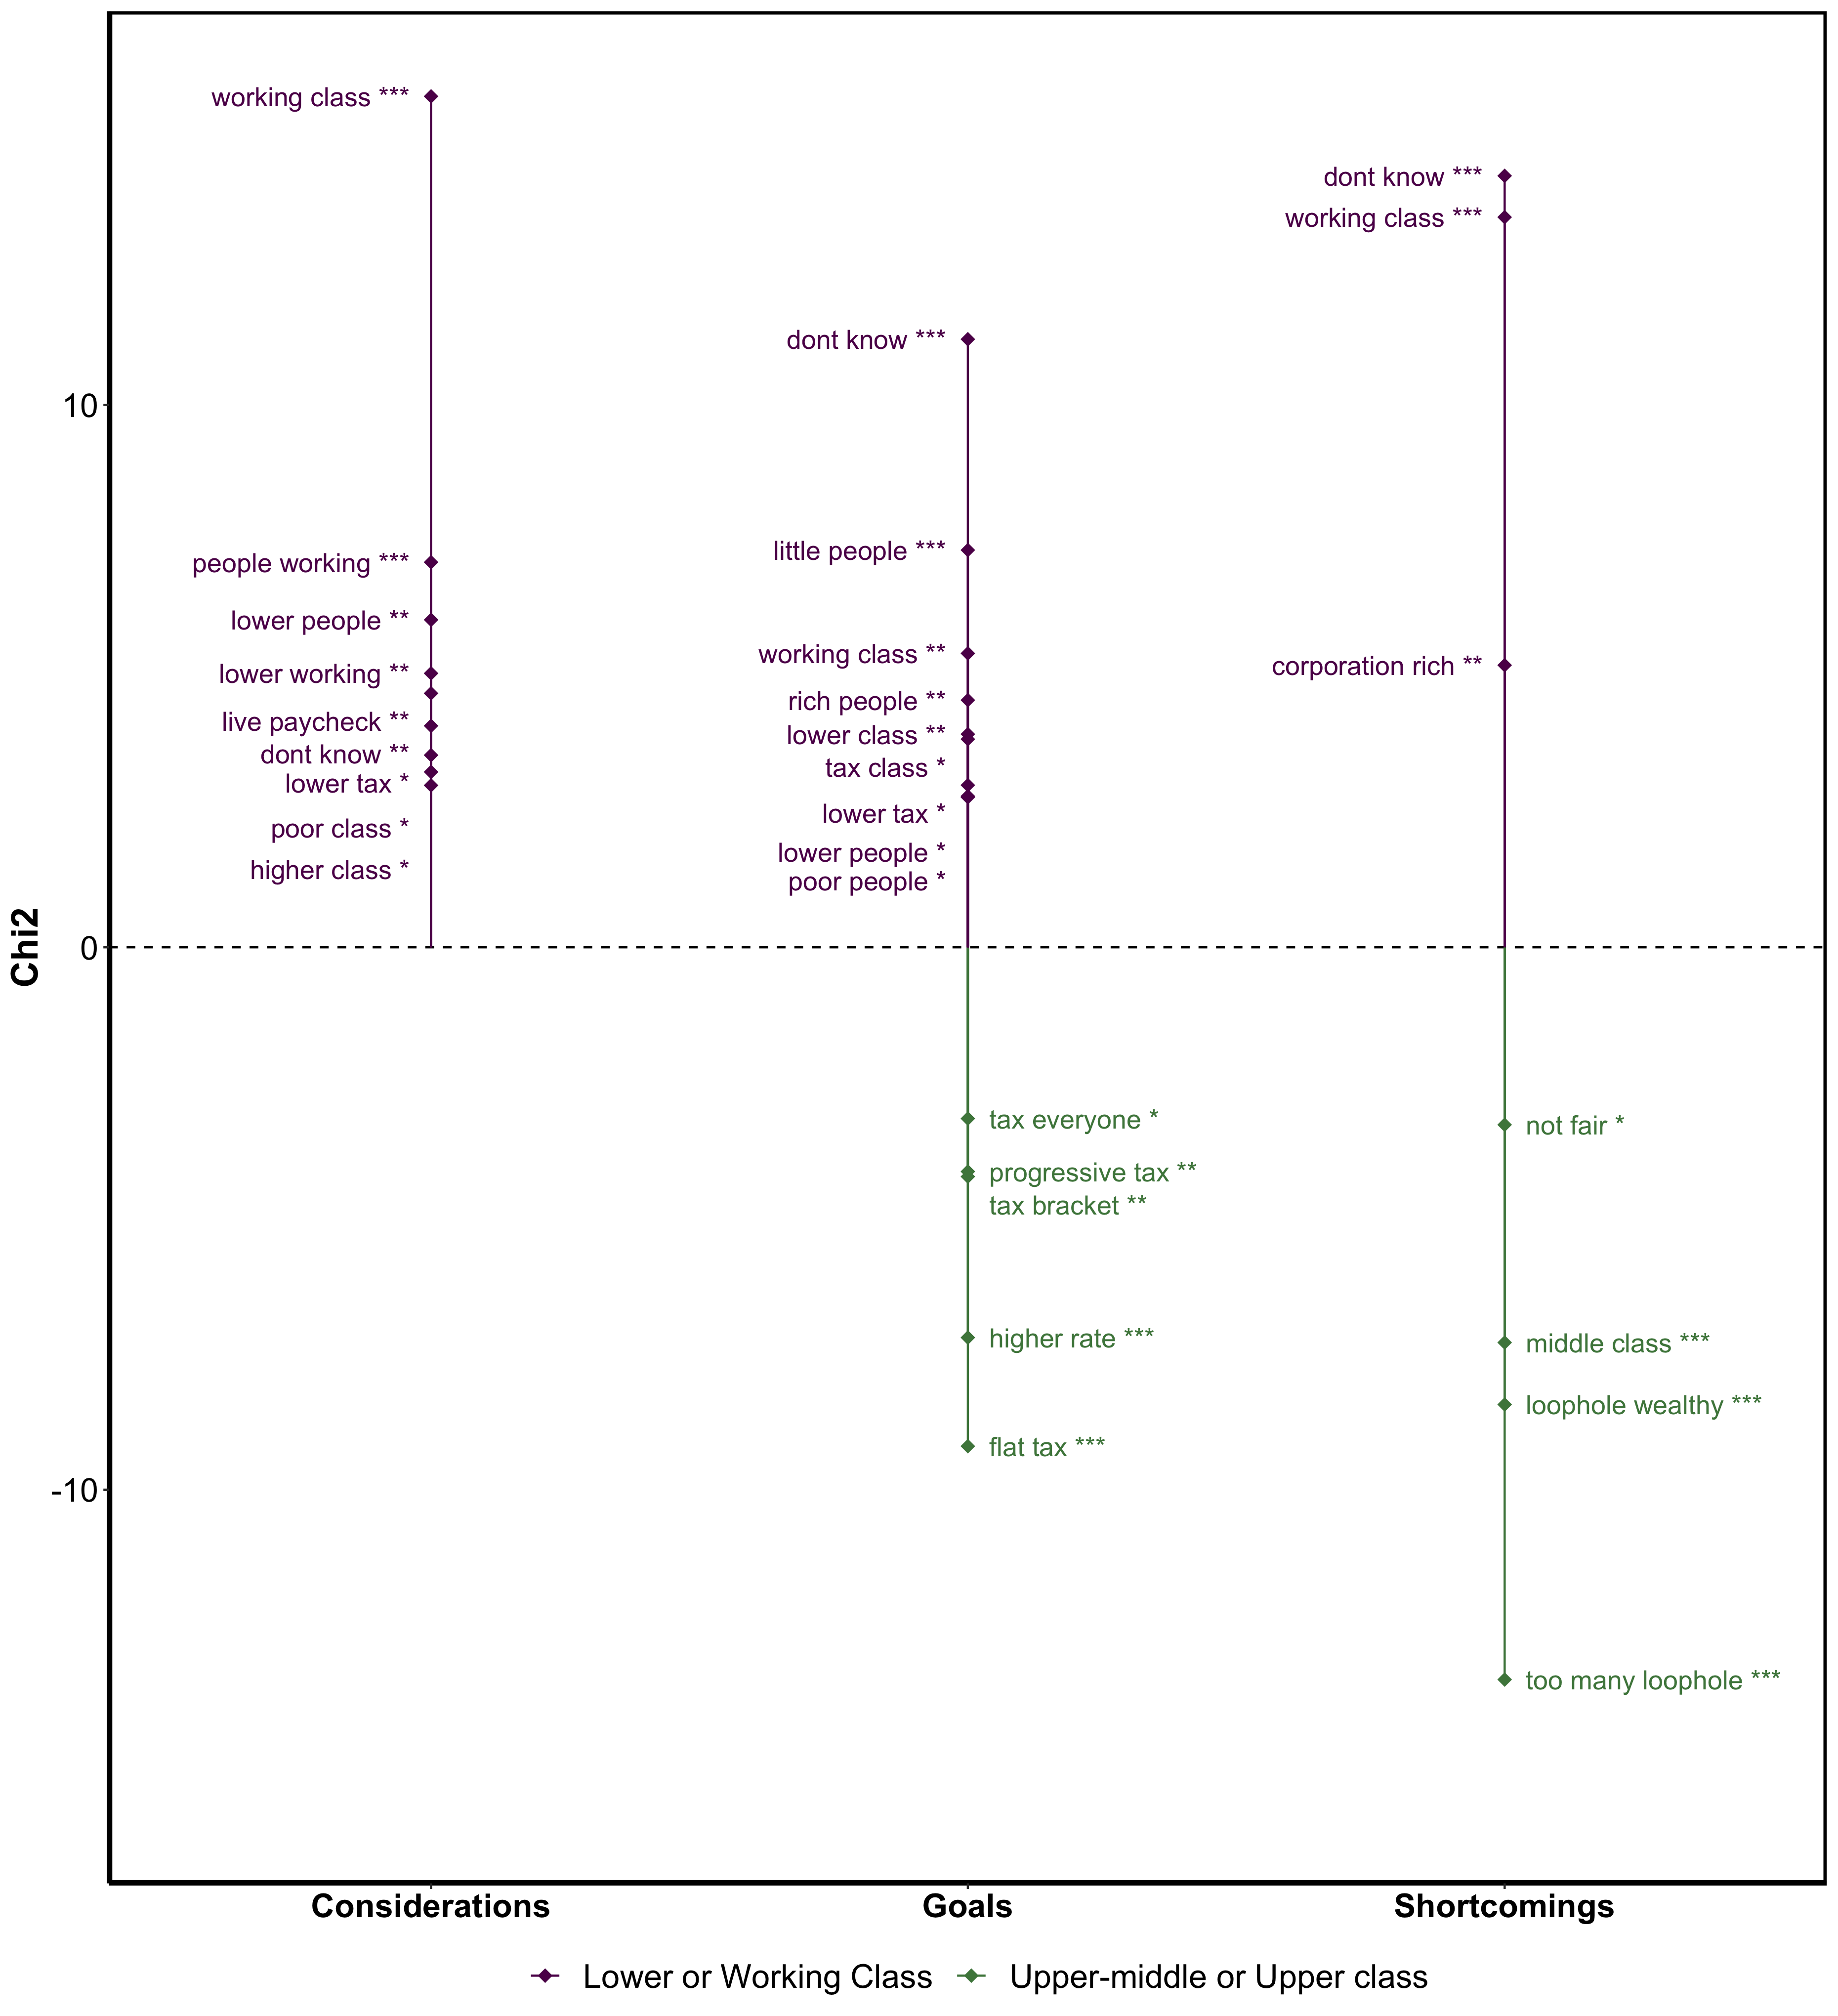 working class ***
people working ***
lower people **
lower working **
live paycheck **
dont know **
lower tax *
poor class *
higher class *
dont know ***
little people ***
working class **
rich people **
lower class **
tax class *
lower tax *
lower people *
poor people *
tax everyone *
progressive tax **
tax bracket **
higher rate ***
flat tax ***
dont know ***
working class ***
corporation rich **
not fair *
middle class ***
loophole wealthy ***
too many loophole ***
10
0
-10
Chi2
Considerations Goals Shortcomings
Lower or Working Class Upper-middle or Upper class